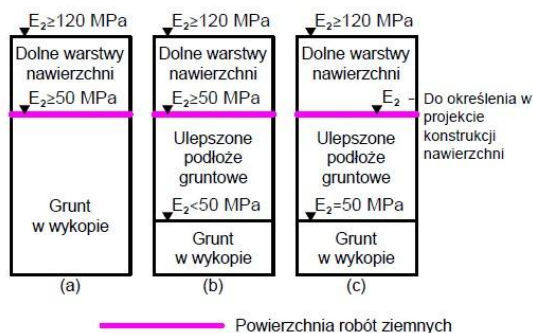 E₂≥120 MPa
Dolne warstwy
nawierzchni
E₂≥50 MPa
Grunt
w wykopie
(a)
E₂≥120 MPa
Dolne warstwy
nawierzchni
E₂≥50 MPa
Ulepszone
podłoże
gruntowe
E₂<50 MPa
Grunt
w wykopie
(b)
E₂≥120 MPa
Dolne warstwy
nawierzchni
E₂ - Do określenia w
projekcie
konstrukcji
nawierzchni
Ulepszone
podłoże
gruntowe
E₂=50 MPa
Grunt
w wykopie
(c)
Powierzchnia robót ziemnych